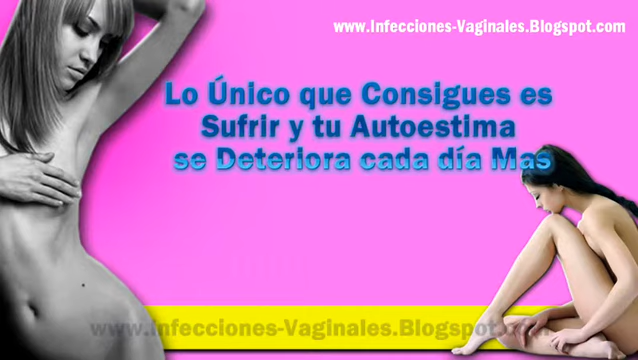 www.Infecciones-Vaginales.Blogspot.com
Lo Único que Consigues es
Sufrir y tu Autoestima
se Deteriora cada día Mas
www.Infecciones-Vaginales.Blogspot.com